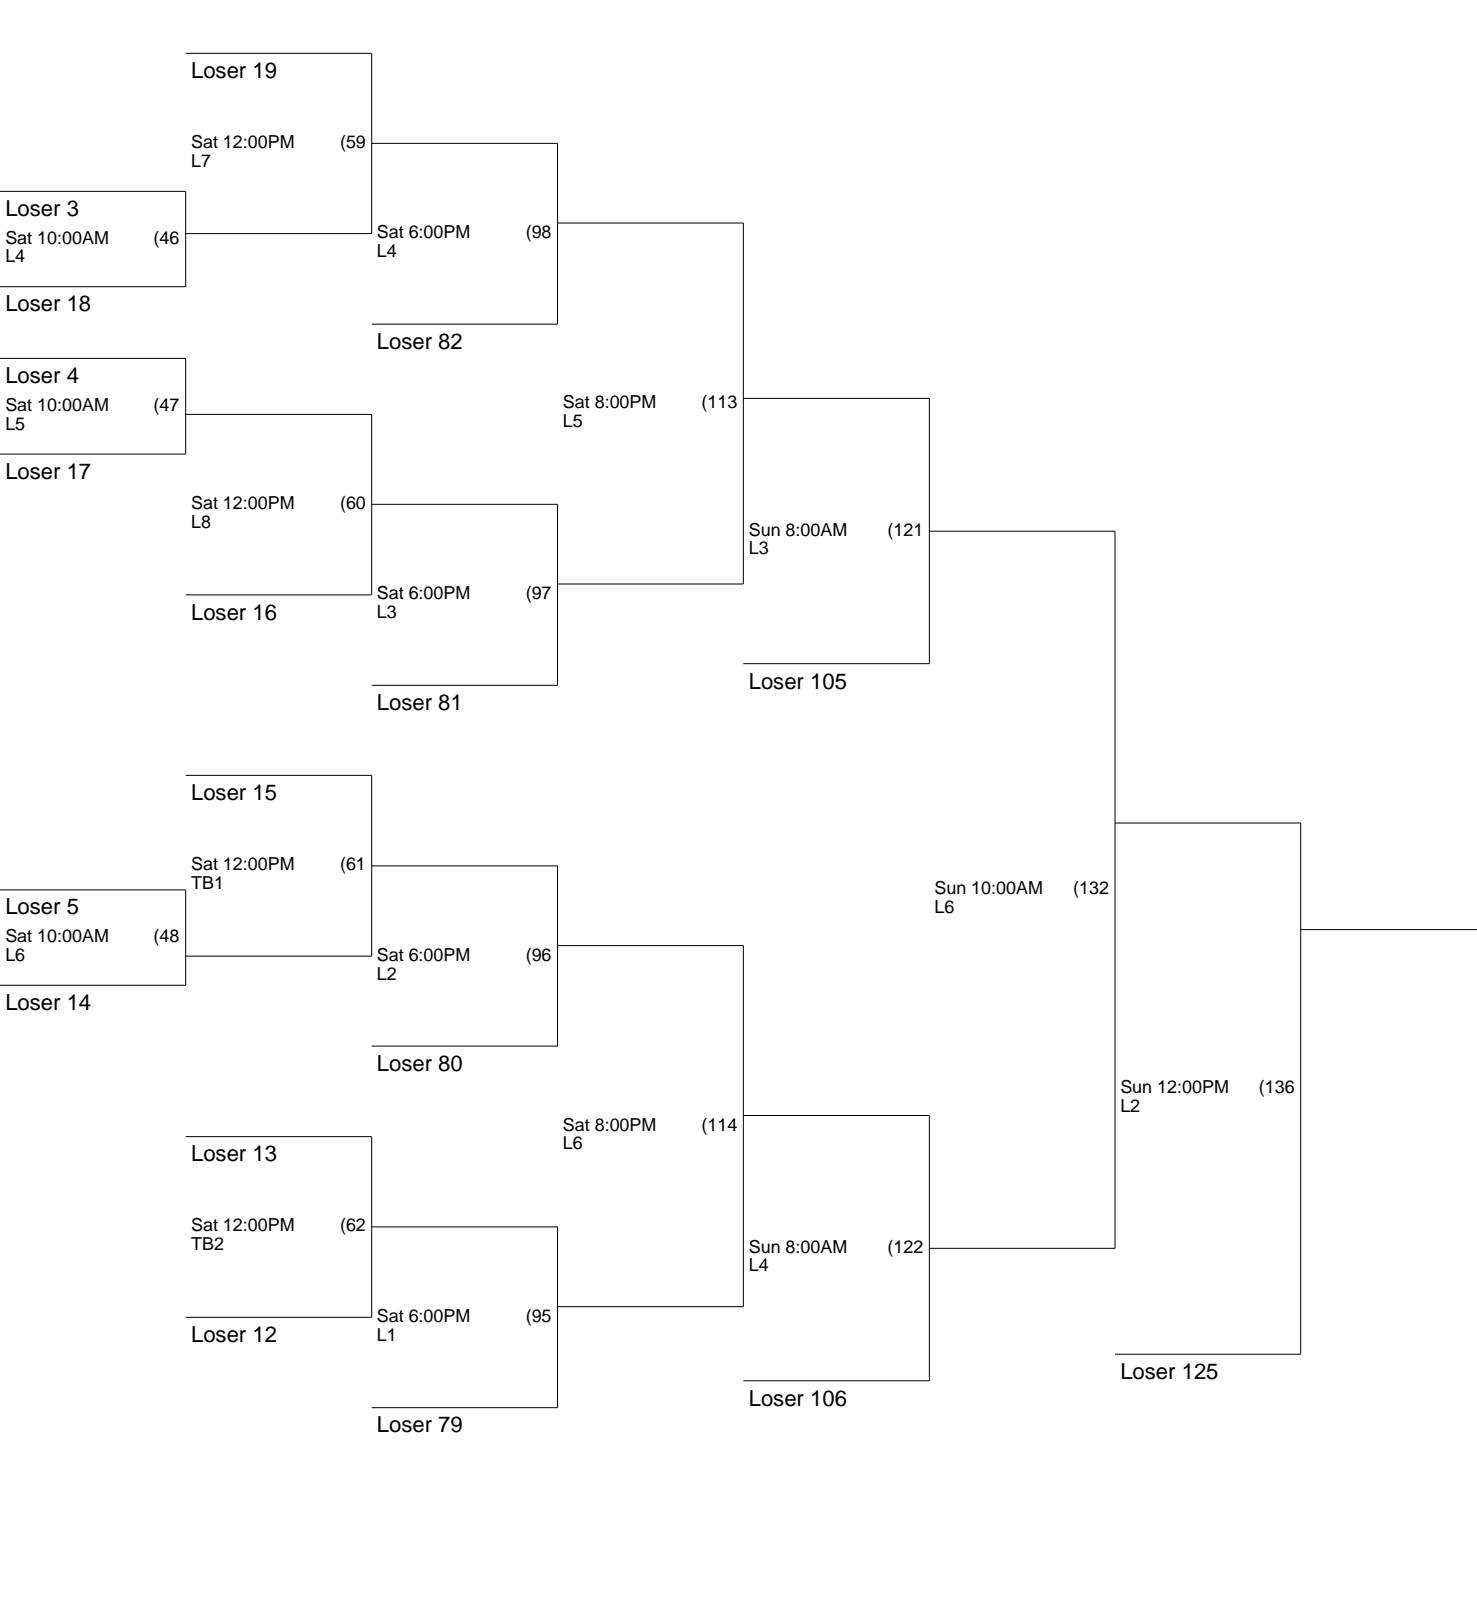 Loser 19
Sat 12:00PM (59
L7
Loser 3
Sat 10:00AM (46
L4
Loser 18
Sat 6:00PM (98
L4
Loser 82
Loser 4
Sat 10:00AM (47
L5
Loser 17
Sat 8:00PM (113
L5
Sat 12:00PM (60
L8
Loser 16
Sun 8:00AM (121
L3
Sat 6:00PM (97
L3
Loser 81
Loser 105
Loser 15
Sat 12:00PM (61
TB1
Loser 5
Sat 10:00AM (48
L6
Loser 14
Sun 10:00AM (132
L6
Sat 6:00PM (96
L2
Loser 80
Sun 12:00PM (136
L2
Sat 8:00PM (114
L6
Loser 13
Sat 12:00PM (62
TB2
Loser 12
Sun 8:00AM (122
L4
Sat 6:00PM (95
L1
Loser 79
Loser 106
Loser 125